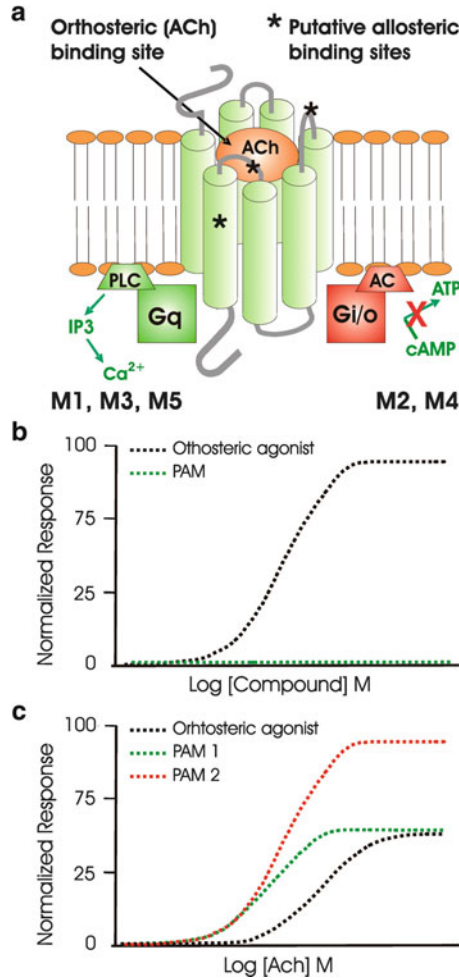 a
Orthosteric (ACh)
binding site
* Putative allosteric
binding sites
*
ACh
*
*
PLC
Gq
IP3
Ca2+
M1, M3, M5
AC
Gi/o
ATP
X
cAMP
M2, M4
b
Othosteric agonist
PAM
100
75
25
0
Normalized Response
Log [Compound] M
c
Orhtosteric agonist
PAM 1
PAM 2
100
75
25
0
Normalized Response
Log [Ach] M